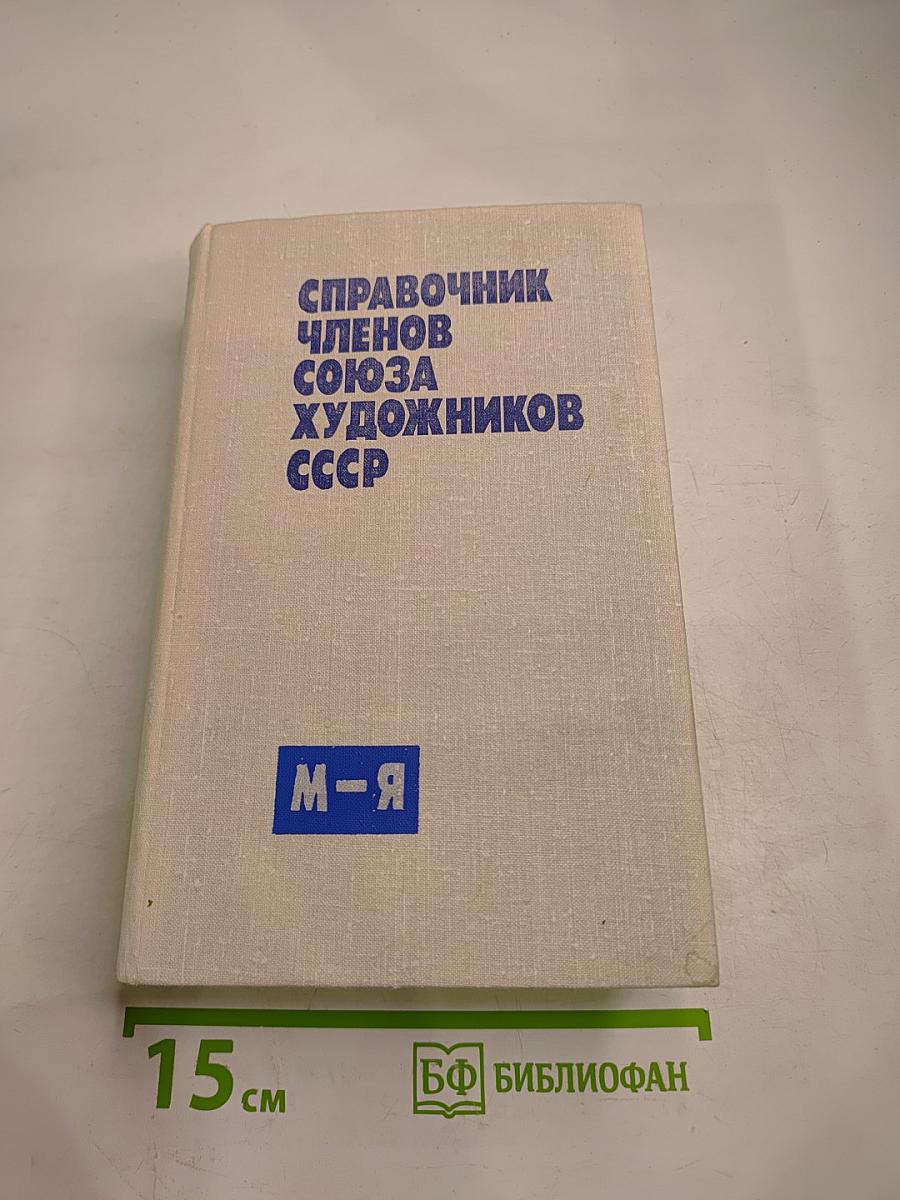 СПРАВОЧНИК
ЧЛЕНОВ
СОЮЗА
ХУДОЖНИКОВ
СССР
М–Я
15 см
БФ БИБЛИОФАН